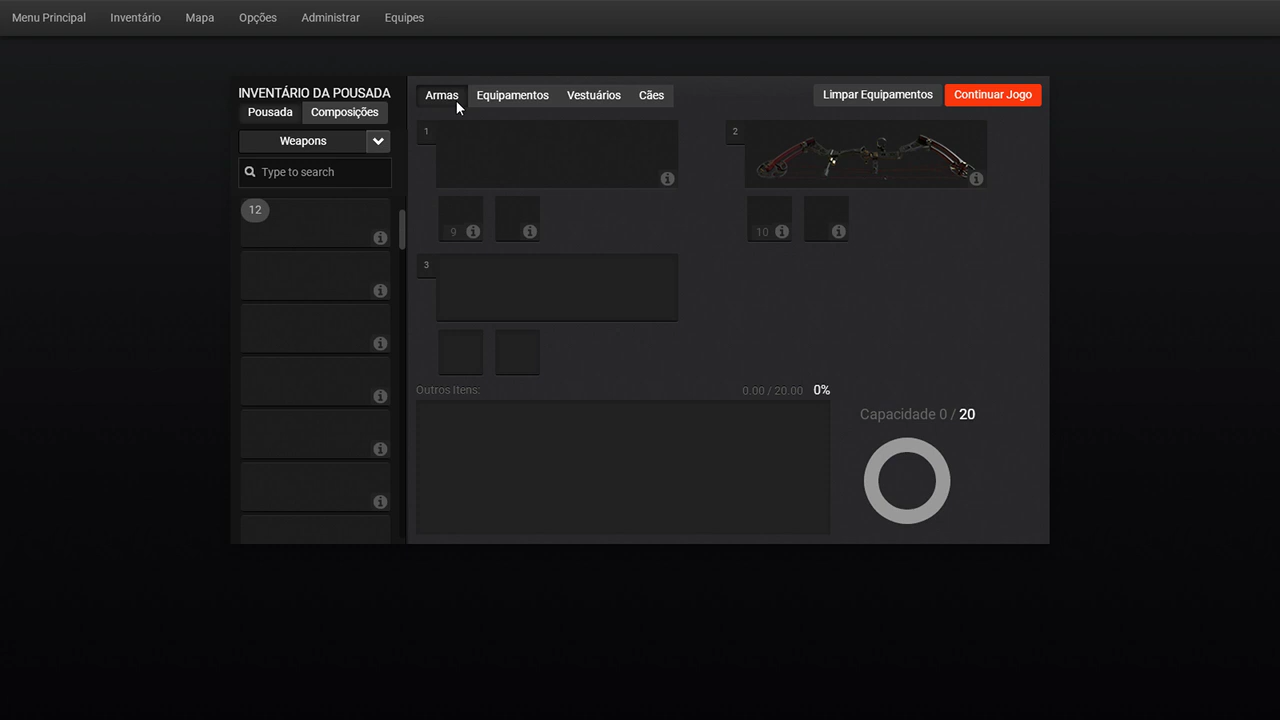 Menu Principal Inventário Mapa Opções Administrar Equipes
INVENTÁRIO DA POUSADA
Pousada Composições
Weapons
Type to search
12
Armas Equipamentos Vestuários Cães
Limpar Equipamentos Continuar Jogo
1
2
9
10
3
Outros Itens: 0.00 / 20.00 0%
Capacidade 0 / 20